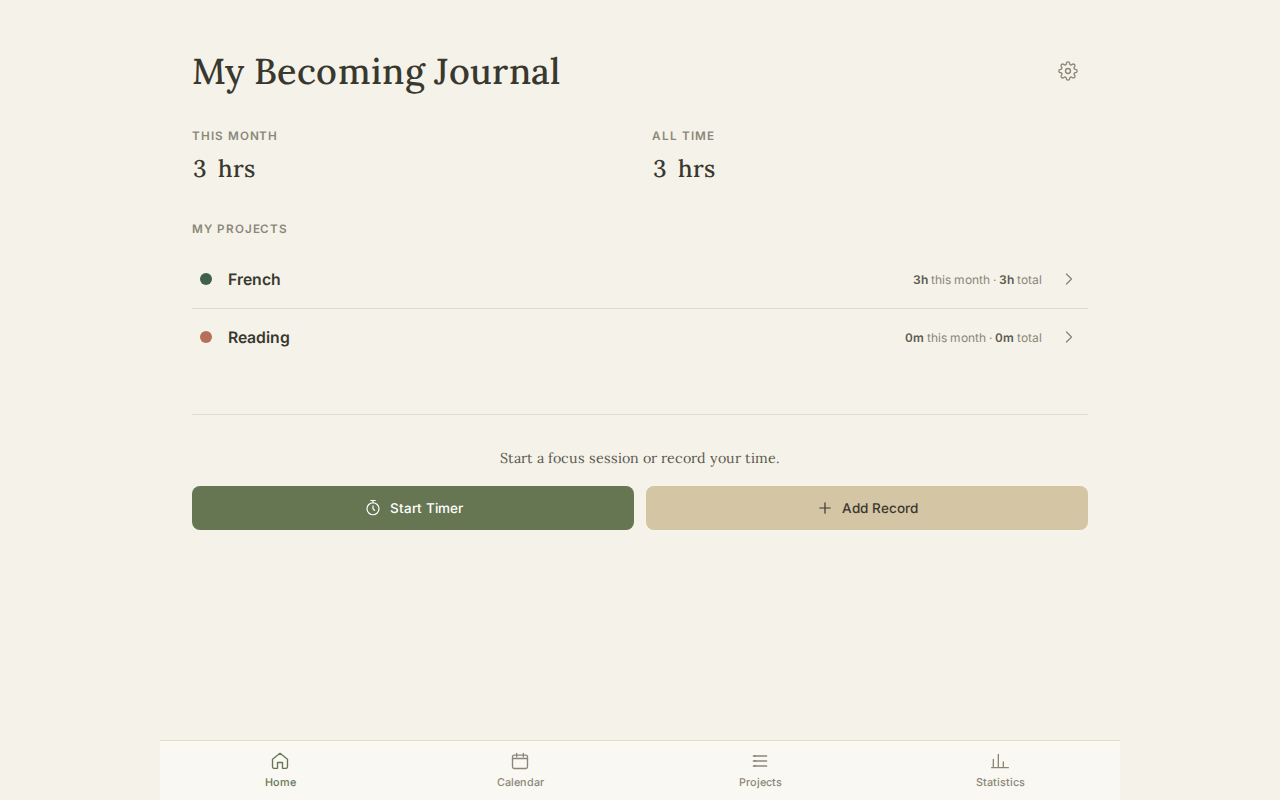 My Becoming Journal
THIS MONTH
3 hrs
ALL TIME
3 hrs
MY PROJECTS
French
3h this month · 3h total
Reading
0m this month · 0m total
Start a focus session or record your time.
Start Timer
Add Record
Home
Calendar
Projects
Statistics